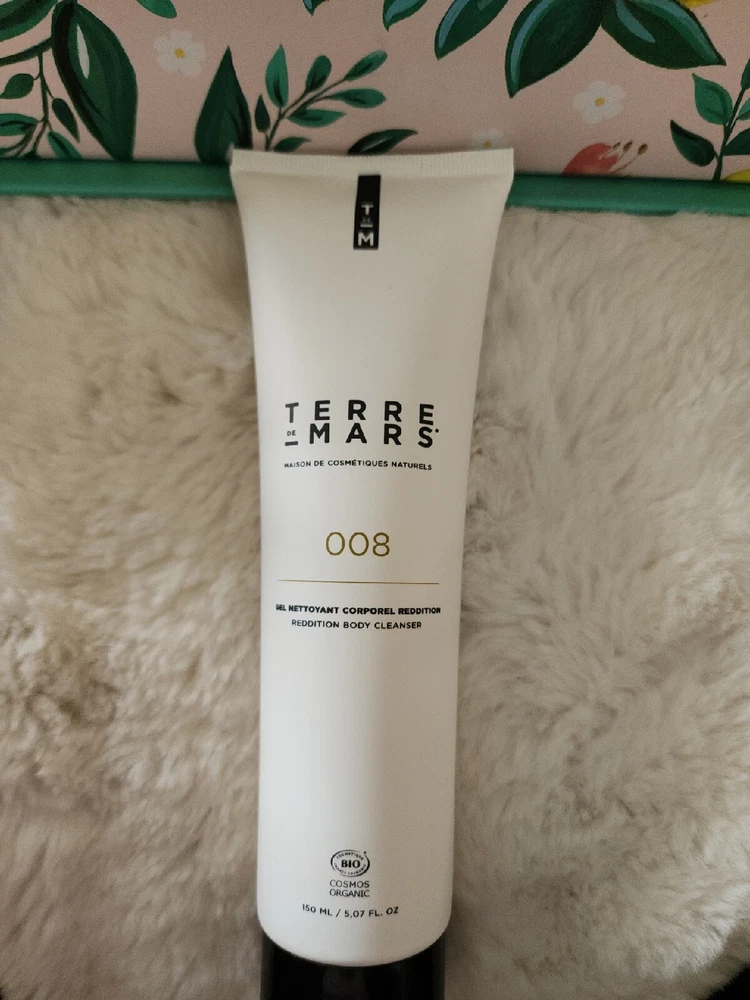 T
DE
M
TERRE
DE
MARS
MAISON DE COSMÉTIQUES NATURELS
008
GEL NETTOYANT CORPOREL REDDITION
REDDITION BODY CLEANSER
BIO
COSMOS
ORGANIC
150 ML / 5,07 FL. OZ